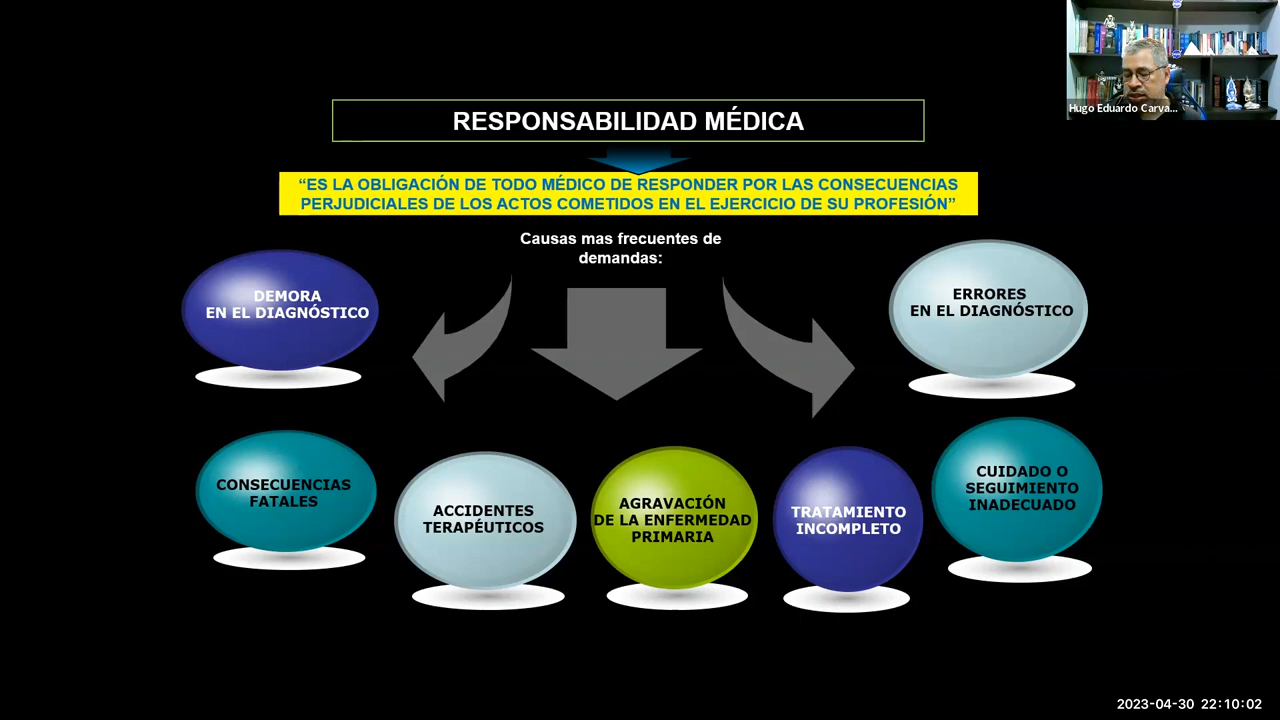 Hugo Eduardo Carva...
RESPONSABILIDAD MÉDICA
“ES LA OBLIGACIÓN DE TODO MÉDICO DE RESPONDER POR LAS CONSECUENCIAS
PERJUDICIALES DE LOS ACTOS COMETIDOS EN EL EJERCICIO DE SU PROFESIÓN”
Causas mas frecuentes de
demandas:
DEMORA
EN EL DIAGNÓSTICO
ERRORES
EN EL DIAGNÓSTICO
CONSECUENCIAS
FATALES
ACCIDENTES
TERAPÉUTICOS
AGRAVACIÓN
DE LA ENFERMEDAD
PRIMARIA
TRATAMIENTO
INCOMPLETO
CUIDADO O
SEGUIMIENTO
INADECUADO
2023-04-30 22:10:02